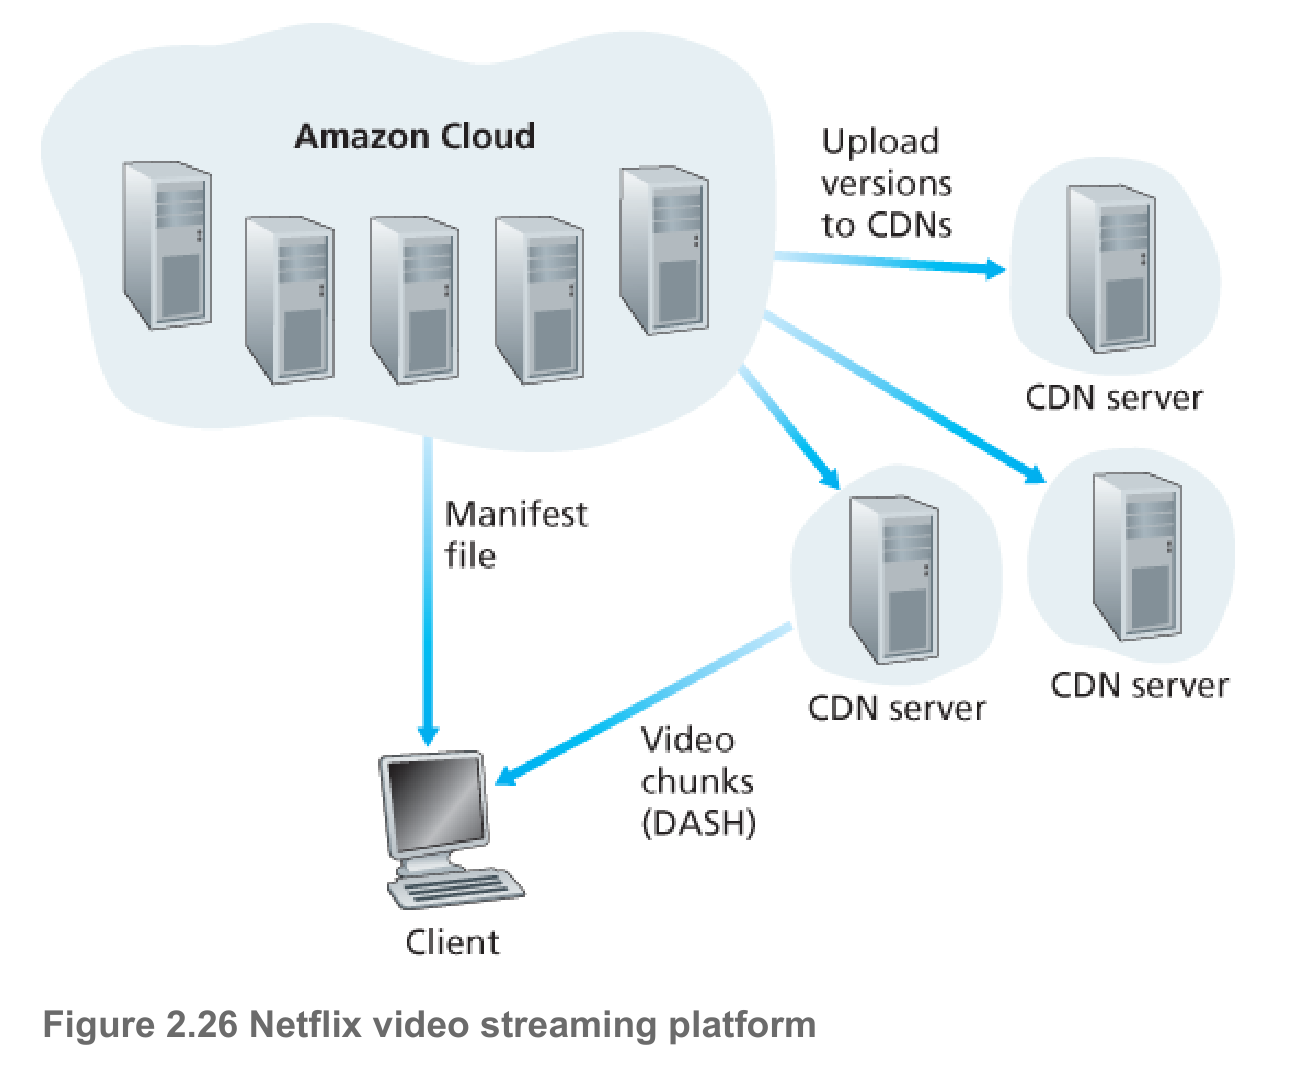 Amazon Cloud
Upload
versions
to CDNs
CDN server
Manifest
file
CDN server
CDN server
Video
chunks
(DASH)
Client
Figure 2.26 Netflix video streaming platform